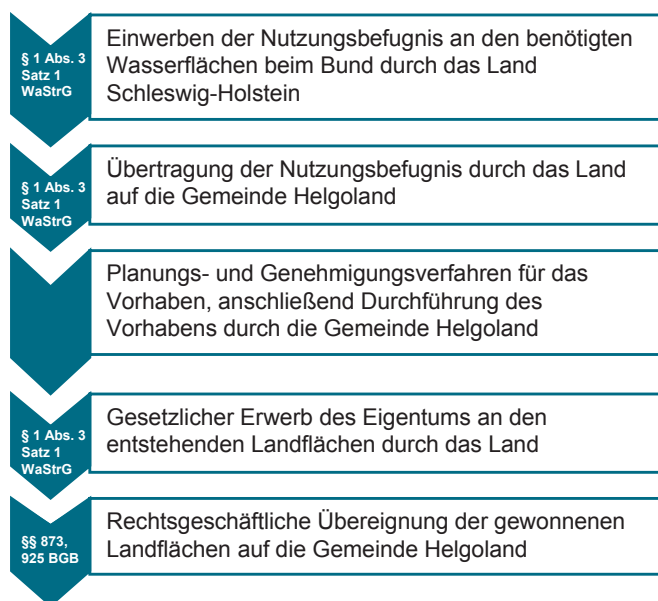 § 1 Abs. 3
Satz 1
WaStrG
Einwerben der Nutzungsbefugnis an den benötigten
Wasserflächen beim Bund durch das Land
Schleswig-Holstein
§ 1 Abs. 3
Satz 1
WaStrG
Übertragung der Nutzungsbefugnis durch das Land
auf die Gemeinde Helgoland
Planungs- und Genehmigungsverfahren für das
Vorhaben, anschließend Durchführung des
Vorhabens durch die Gemeinde Helgoland
§ 1 Abs. 3
Satz 1
WaStrG
Gesetzlicher Erwerb des Eigentums an den
entstehenden Landflächen durch das Land
§§ 873,
925 BGB
Rechtsgeschäftliche Übereignung der gewonnenen
Landflächen auf die Gemeinde Helgoland